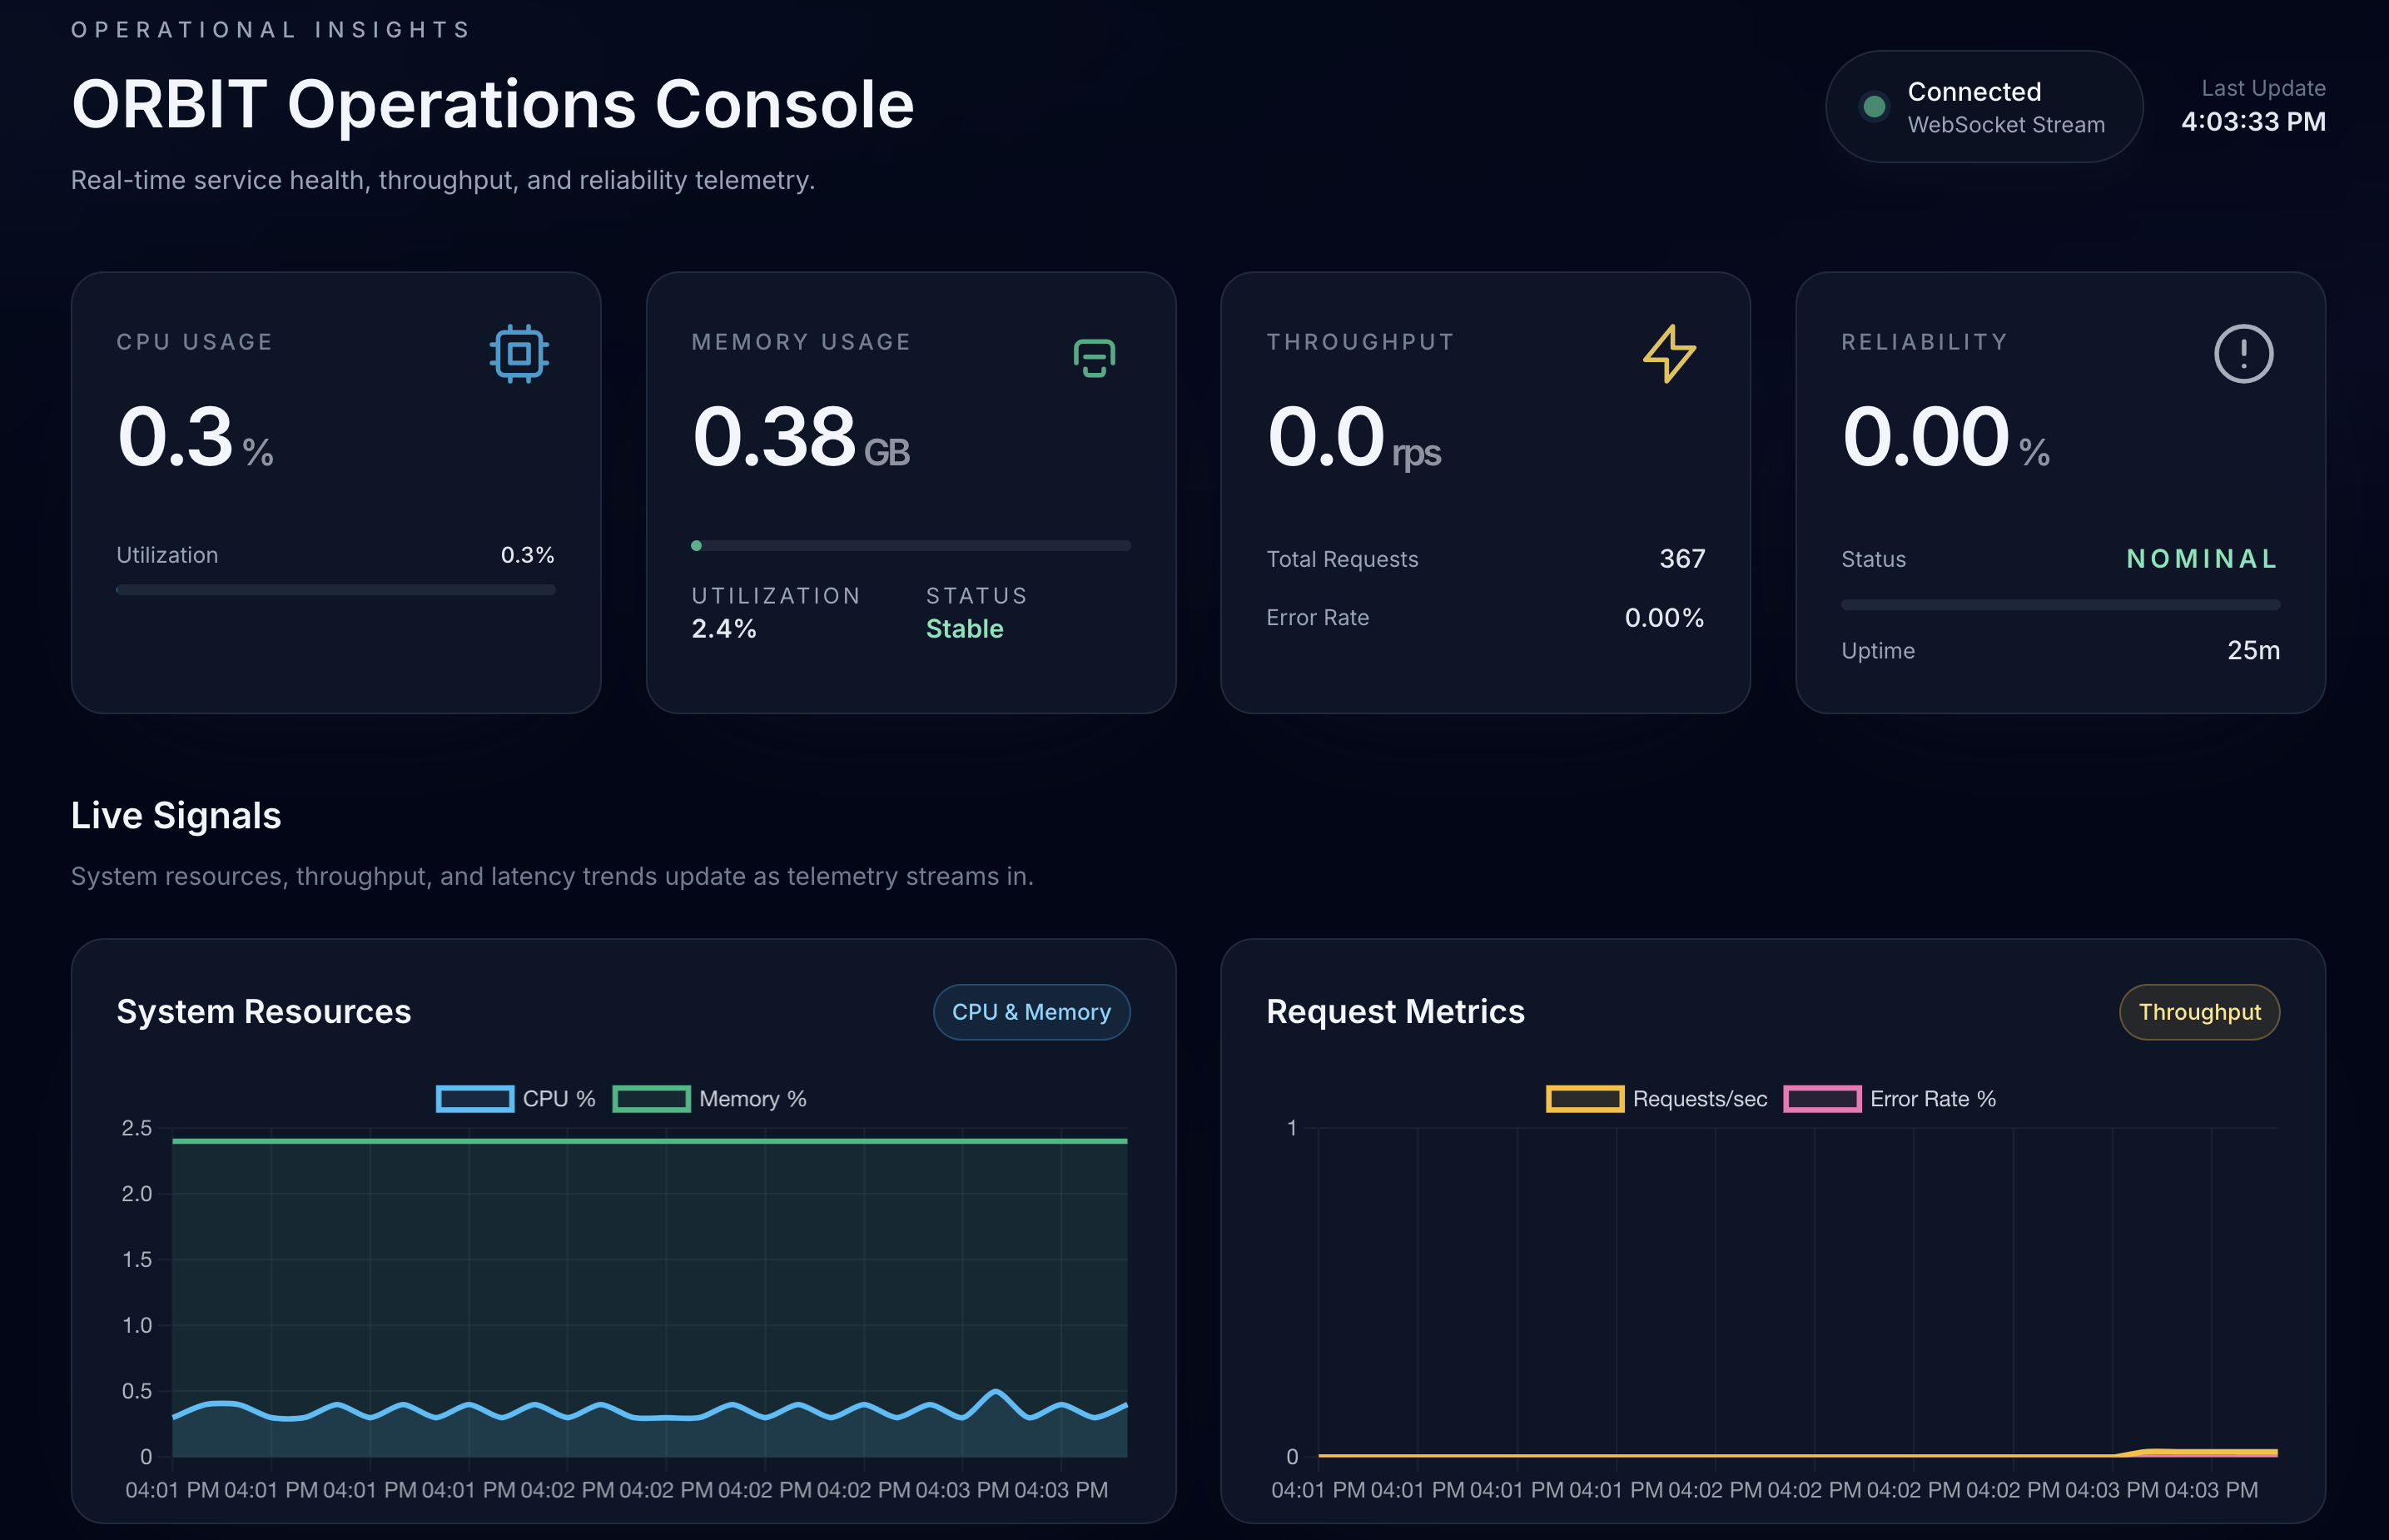 OPERATIONAL INSIGHTS
ORBIT Operations Console
Real-time service health, throughput, and reliability telemetry.
Connected
WebSocket Stream
Last Update
4:03:33 PM
CPU USAGE
0.3 %
Utilization 0.3%
MEMORY USAGE
0.38 GB
UTILIZATION STATUS
2.4% Stable
THROUGHPUT
0.0 rps
Total Requests 367
Error Rate 0.00%
RELIABILITY
0.00 %
Status NOMINAL
Uptime 25m
Live Signals
System resources, throughput, and latency trends update as telemetry streams in.
System Resources CPU & Memory
CPU % Memory %
2.5
2.0
1.5
1.0
0.5
0
04:01 PM 04:01 PM 04:01 PM 04:01 PM 04:02 PM 04:02 PM 04:02 PM 04:02 PM 04:03 PM 04:03 PM
Request Metrics Throughput
Requests/sec Error Rate %
1
0
04:01 PM 04:01 PM 04:01 PM 04:01 PM 04:02 PM 04:02 PM 04:02 PM 04:02 PM 04:03 PM 04:03 PM